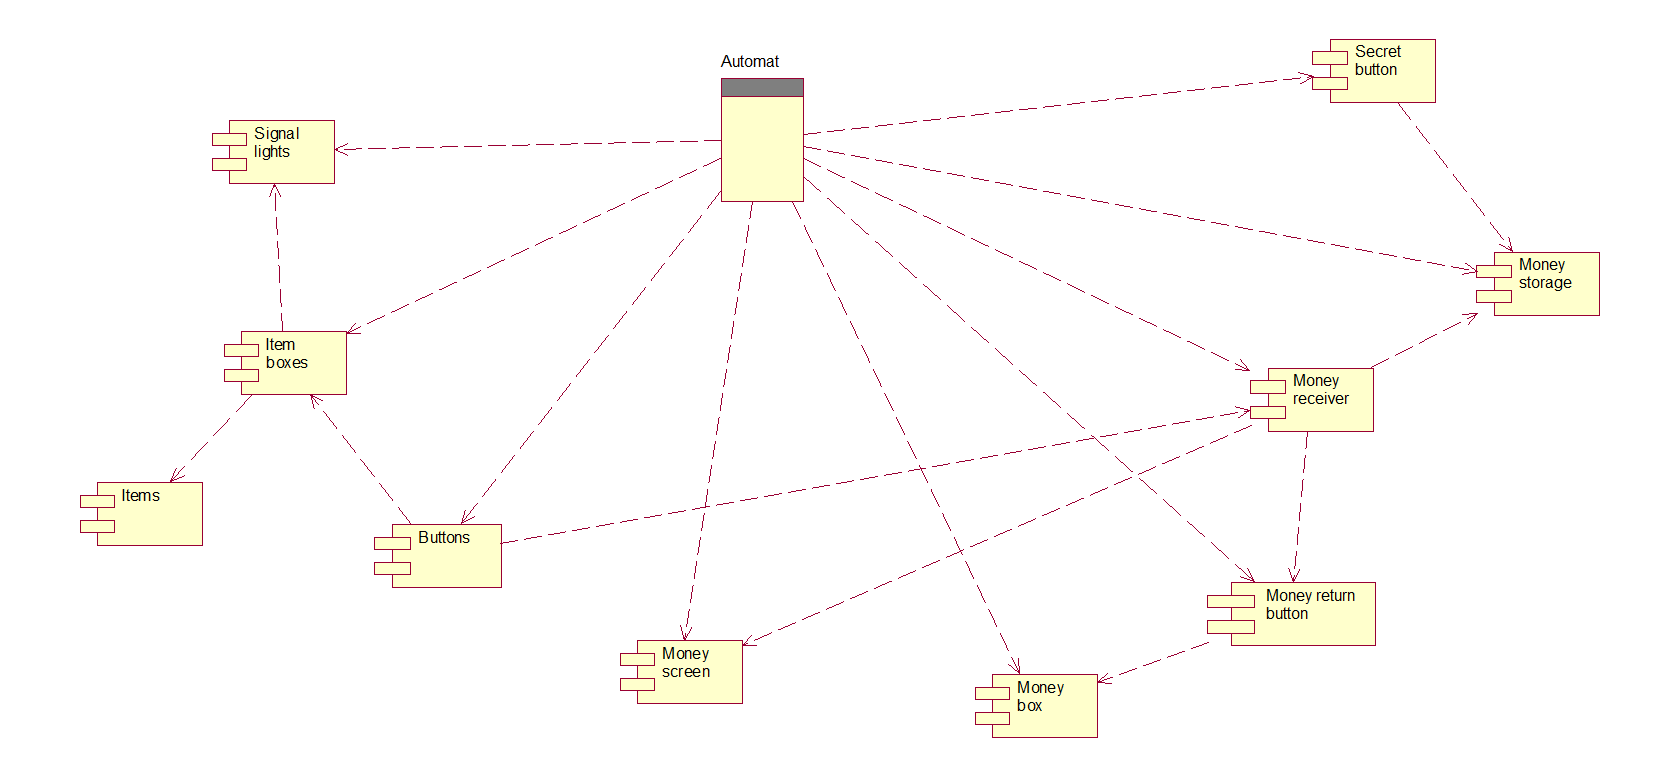 Automat
Secret
button
Signal
lights
Money
storage
Item
boxes
Money
receiver
Items
Buttons
Money return
button
Money
screen
Money
box